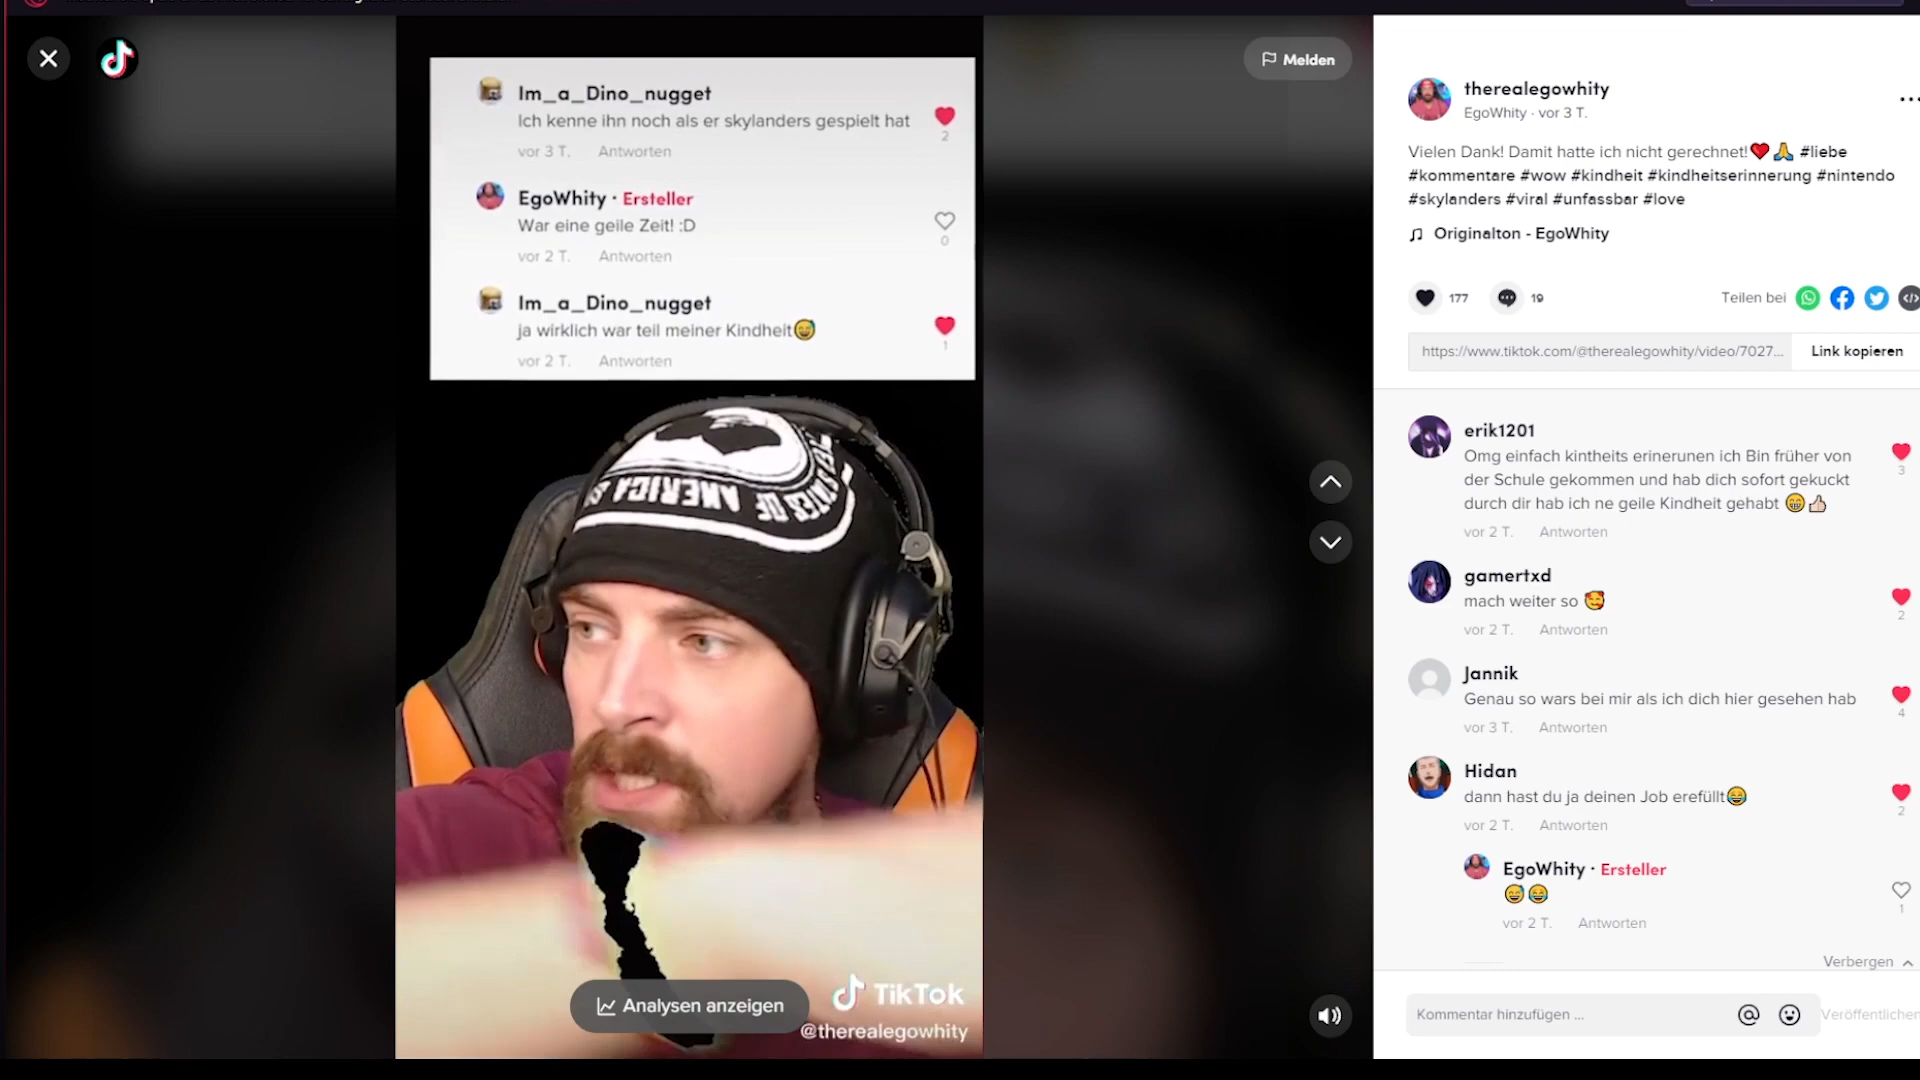 Melden
Im_a_Dino_nugget
Ich kenne ihn noch als er skylanders gespielt hat
2
vor 3 T. Antworten
EgoWhity · Ersteller
War eine geile Zeit! :D
0
vor 2 T. Antworten
Im_a_Dino_nugget
ja wirklich war teil meiner Kindheit😅
1
vor 2 T. Antworten
STATES OF AMERICA
Analysen anzeigen
TikTok
@therealegowhity
therealegowhity
EgoWhity · vor 3 T.
Vielen Dank! Damit hatte ich nicht gerechnet!❤️🙏 #liebe
#kommentare #wow #kindheit #kindheitserinnerung #nintendo
#skylanders #viral #unfassbar #love
Originalton - EgoWhity
177
19
Teilen bei
https://www.tiktok.com/@therealegowhity/video/7027...
Link kopieren
erik1201
Omg einfach kintheits erinerunen ich Bin früher von
der Schule gekommen und hab dich sofort gekuckt
durch dir hab ich ne geile Kindheit gehabt 😁👍🏻
3
vor 2 T. Antworten
gamertxd
mach weiter so 🥰
2
vor 2 T. Antworten
Jannik
Genau so wars bei mir als ich dich hier gesehen hab
4
vor 3 T. Antworten
Hidan
dann hast du ja deinen Job erefüllt😂
2
vor 2 T. Antworten
EgoWhity · Ersteller
😅😂
1
vor 2 T. Antworten
Verbergen
Kommentar hinzufügen ...
Veröffentlichen